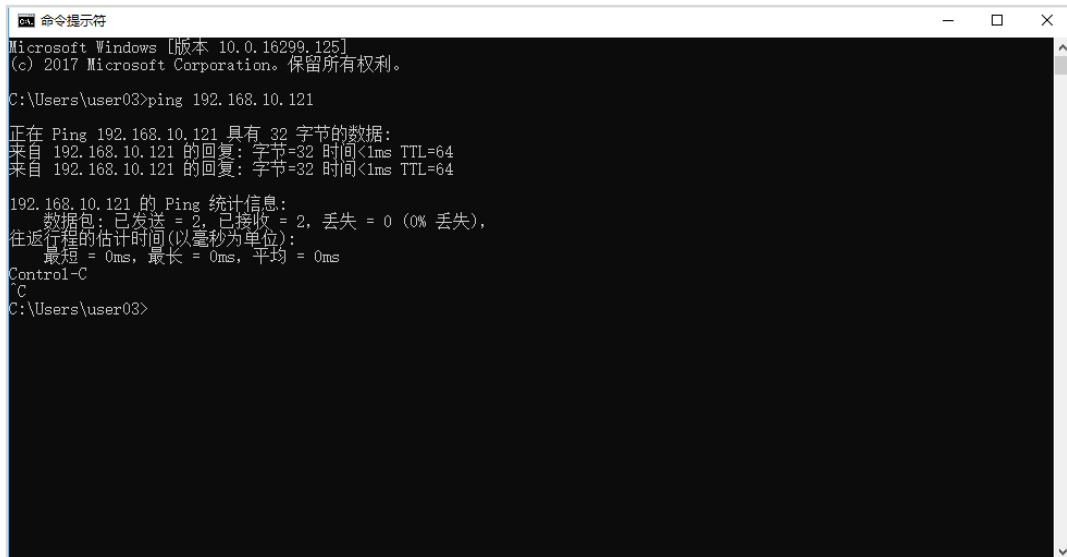 命令提示符
Microsoft Windows [版本 10.0.16299.125]
(c) 2017 Microsoft Corporation。保留所有权利。
C:\Users\user03>ping 192.168.10.121
正在 Ping 192.168.10.121 具有 32 字节的数据:
来自 192.168.10.121 的回复: 字节=32 时间<1ms TTL=64
来自 192.168.10.121 的回复: 字节=32 时间<1ms TTL=64
192.168.10.121 的 Ping 统计信息:
    数据包: 已发送 = 2，已接收 = 2，丢失 = 0 (0% 丢失)，
往返行程的估计时间(以毫秒为单位):
    最短 = 0ms，最长 = 0ms，平均 = 0ms
Control-C
^C
C:\Users\user03>